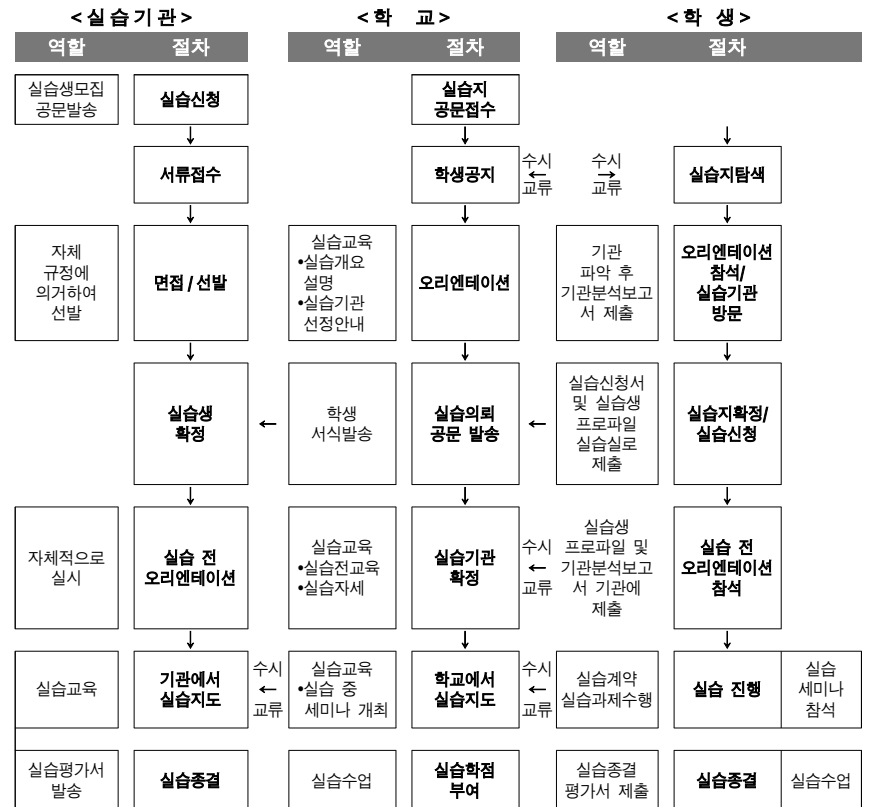 <실습기관>
<학 교>
<학 생>
역할 절차 역할 절차 역할 절차
실습생모집
공문발송
실습신청
실습지
공문접수
↓ ↓ ↓
서류접수
학생공지
수시
←
교류
수시
→
교류
실습지탐색
↓ ↓ ↓
자체
규정에
의거하여
선발
면접 / 선발
실습교육
•실습개요
설명
•실습기관
선정안내
오리엔테이션
기관
파악 후
기관분석보고
서 제출
오리엔테이션
참석/
실습기관
방문
↓ ↓ ↓
실습생
확정
←
학생
서식발송
실습의뢰
공문 발송
←
실습신청서
및 실습생
프로파일
실습실로
제출
실습지확정/
실습신청
↓ ↓ ↓
자체적으로
실시
실습 전
오리엔테이션
실습교육
•실습전교육
•실습자세
실습기관
확정
수시
←
교류
실습생
프로파일 및
기관분석보고
서 기관에
제출
실습 전
오리엔테이션
참석
↓ ↓ ↓
실습교육
기관에서
실습지도
수시
←
교류
실습교육
•실습 중
세미나 개최
학교에서
실습지도
수시
←
교류
실습계약
실습과제수행
실습 진행
실습
세미나
참석
↓ ↓ ↓
실습평가서
발송
실습종결
실습수업
실습학점
부여
실습종결
평가서 제출
실습종결
실습수업